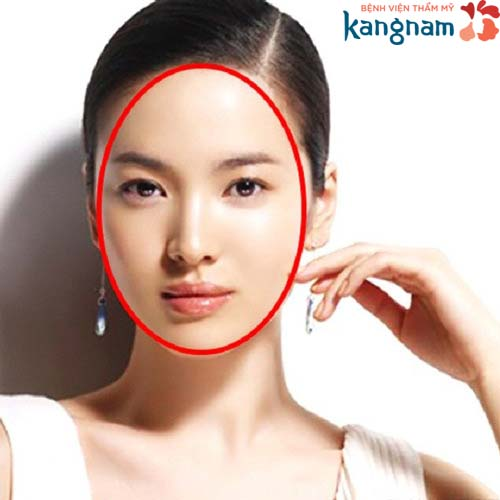 BỆNH VIỆN THẨM MỸ
kangnam